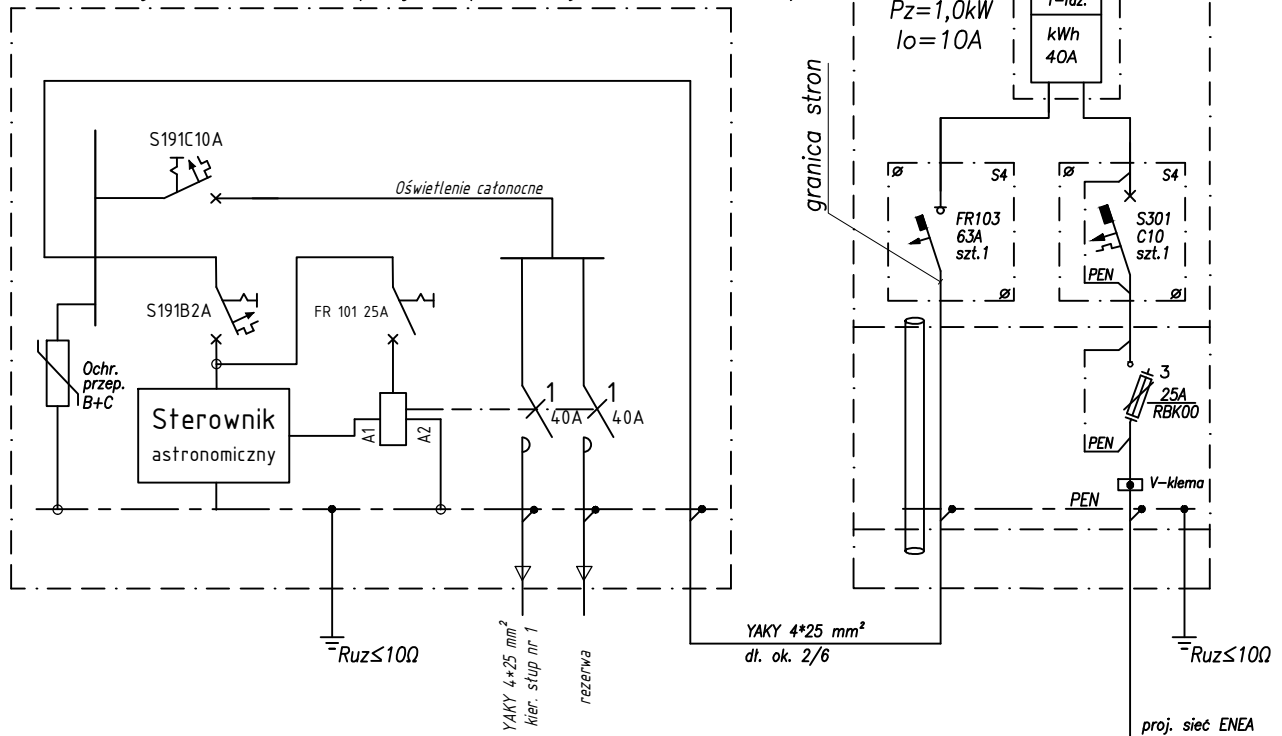 Pz=1,0kW
Io=10A
kWh
40A
granica stron
S191C10A
Oświetlenie całonocne
S4
S4
FR103
63A
szt.1
S301
C10
szt.1
PEN
S191B2A
FR 101 25A
Ochr.
przep.
B+C
Sterownik
astronomiczny
A1
A2
1
40A
1
40A
3
25A
RBK00
PEN
V-klema
PEN
Ruz≤10Ω
YAKY 4*25 mm²
kier. słup nr 1
rezerwa
YAKY 4*25 mm²
dł. ok. 2/6
Ruz≤10Ω
proj. sieć ENEA